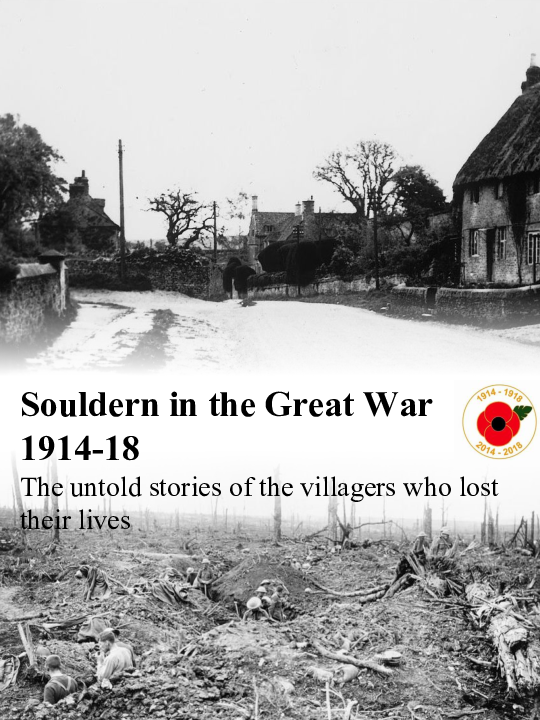 Souldern in the Great War
1914-18
The untold stories of the villagers who lost
their lives
1914 - 1918
2014 - 2018